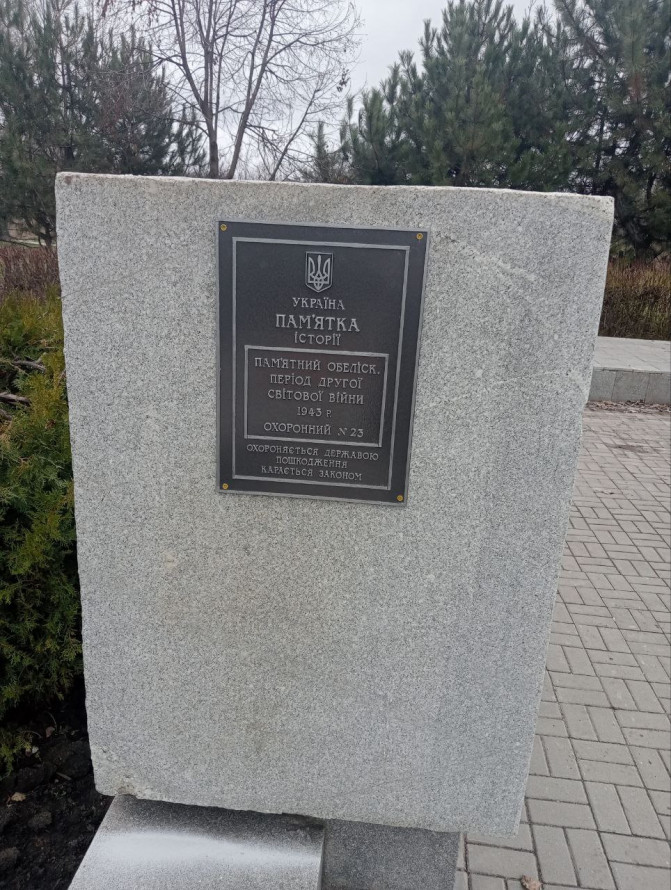 УКРАЇНА
ПАМ'ЯТКА
ІСТОРІЇ
ПАМ'ЯТНИЙ ОБЕЛІСК.
ПЕРІОД ДРУГОЇ
СВІТОВОЇ ВІЙНИ
1943 Р.
ОХОРОННИЙ N 23
ОХОРОНЯЄТЬСЯ ДЕРЖАВОЮ
ПОШКОДЖЕННЯ
КАРАЄТЬСЯ ЗАКОНОМ